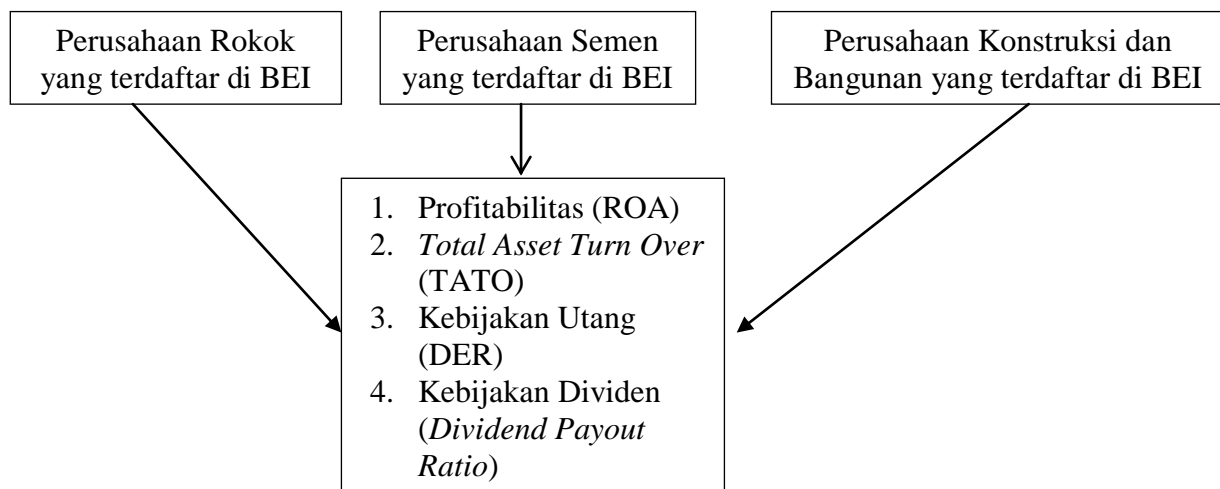 Perusahaan Rokok
yang terdaftar di BEI
Perusahaan Semen
yang terdaftar di BEI
Perusahaan Konstruksi dan
Bangunan yang terdaftar di BEI
1. Profitabilitas (ROA)
2. Total Asset Turn Over
(TATO)
3. Kebijakan Utang
(DER)
4. Kebijakan Dividen
(Dividend Payout
Ratio)